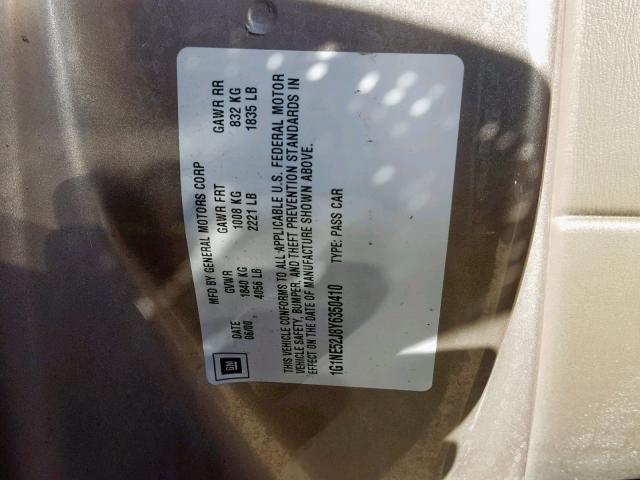 MFD BY GENERAL MOTORS CORP
DATE GVWR GAWR FRT GAWR RR
06/00 1840 KG 1008 KG 832 KG
4056 LB 2221 LB 1835 LB
GM
THIS VEHICLE CONFORMS TO ALL APPLICABLE U.S. FEDERAL MOTOR
VEHICLE SAFETY, BUMPER, AND THEFT PREVENTION STANDARDS IN
EFFECT ON THE DATE OF MANUFACTURE SHOWN ABOVE.
1G1NE52J8Y6350410 TYPE: PASS CAR